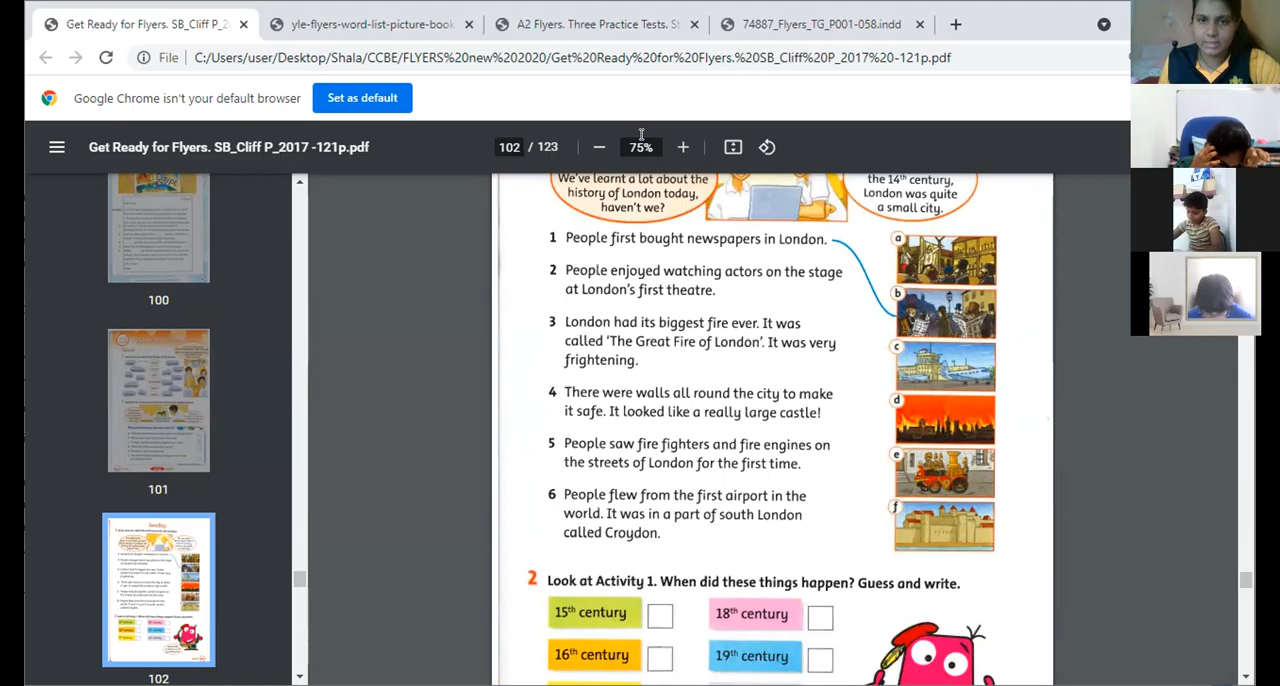 Get Ready for Flyers. SB_Cliff P_2
yle-flyers-word-list-picture-book
A2 Flyers. Three Practice Tests. S
74887_Flyers_TG_P001-058.indd
File
C:/Users/user/Desktop/Shala/CCBE/FLYERS%20new%202020/Get%20Ready%20for%20Flyers.%20SB_Cliff%20P_2017%20-121p.pdf
Google Chrome isn't your default browser
Set as default
Get Ready for Flyers. SB_Cliff P_2017 -121p.pdf
102 / 123
75%
We've learnt a lot about the
history of London today,
haven't we?
the 14th century,
London was quite
a small city.
1 People first bought newspapers in London.
2 People enjoyed watching actors on the stage
at London's first theatre.
3 London had its biggest fire ever. It was
called 'The Great Fire of London'. It was very
frightening.
4 There were walls all round the city to make
it safe. It looked like a really large castle!
5 People saw fire fighters and fire engines on
the streets of London for the first time.
6 People flew from the first airport in the
world. It was in a part of south London
called Croydon.
a
b
c
d
e
f
2 Look at Activity 1. When did these things happen? Guess and write.
15th century
18th century
16th century
19th century
100
101
102